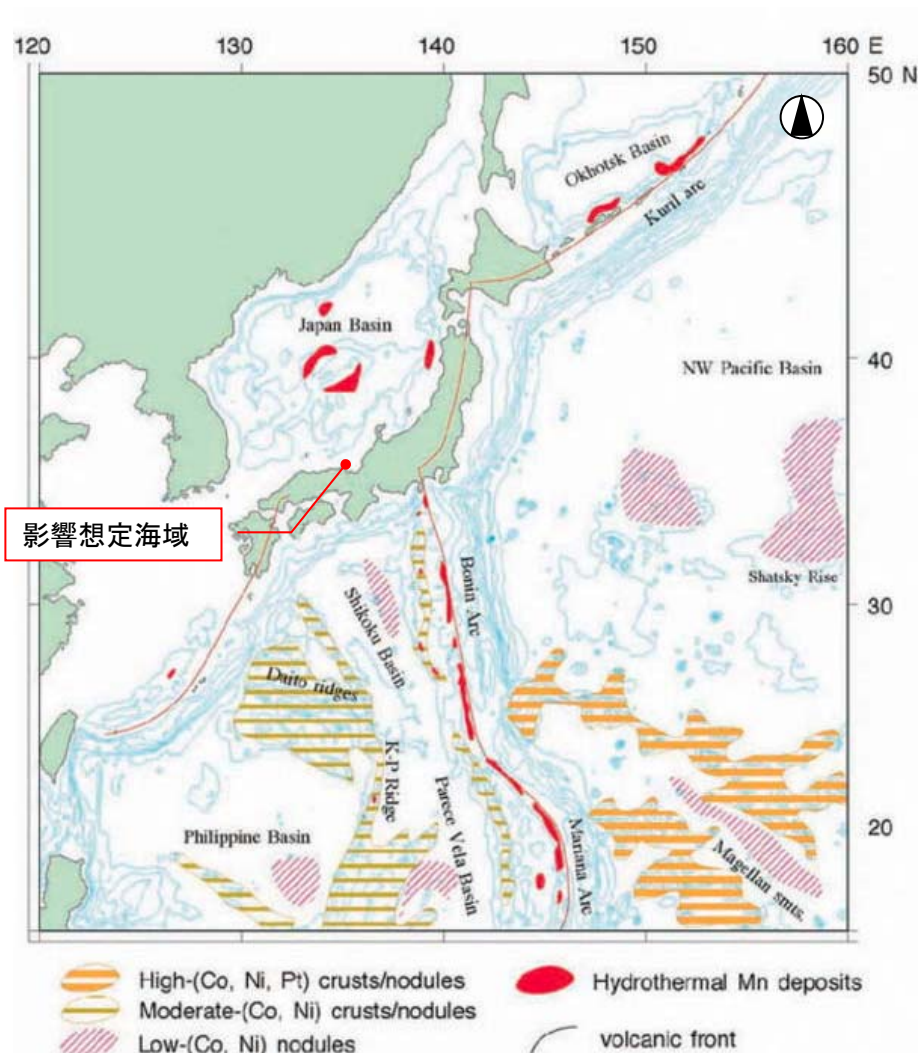 120
130
140
150
160 E
50 N
Okhotsk Basin
Kuril arc
Japan Basin
40
NW Pacific Basin
影響想定海域
Shatsky Rise
Bonin Arc
30
Shikoku Basin
Daito ridges
K-P Ridge
Parece Vela Basin
20
Philippine Basin
Mariana Arc
Magellan smts.
High-(Co, Ni, Pt) crusts/nodules
Hydrothermal Mn deposits
Moderate-(Co, Ni) crusts/nodules
Low-(Co, Ni) nodules
volcanic front